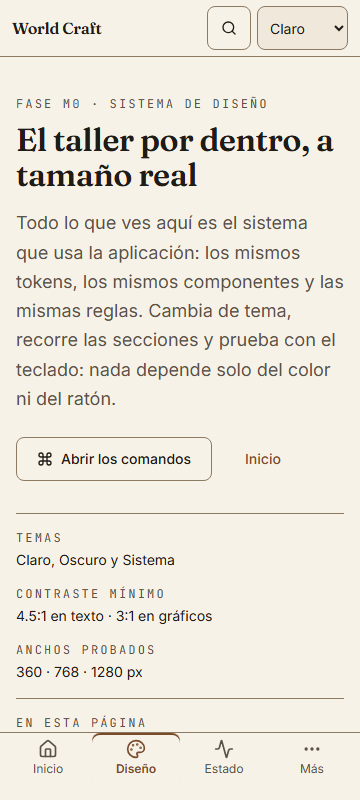 World Craft
Claro
FASE M0 · SISTEMA DE DISEÑO
El taller por dentro, a
tamaño real
Todo lo que ves aquí es el sistema
que usa la aplicación: los mismos
tokens, los mismos componentes y las
mismas reglas. Cambia de tema,
recorre las secciones y prueba con el
teclado: nada depende solo del color
ni del ratón.
⌘ Abrir los comandos
Inicio
TEMAS
Claro, Oscuro y Sistema
CONTRASTE MÍNIMO
4.5:1 en texto · 3:1 en gráficos
ANCHOS PROBADOS
360 · 768 · 1280 px
EN ESTA PÁGINA
Inicio
Diseño
Estado
Más